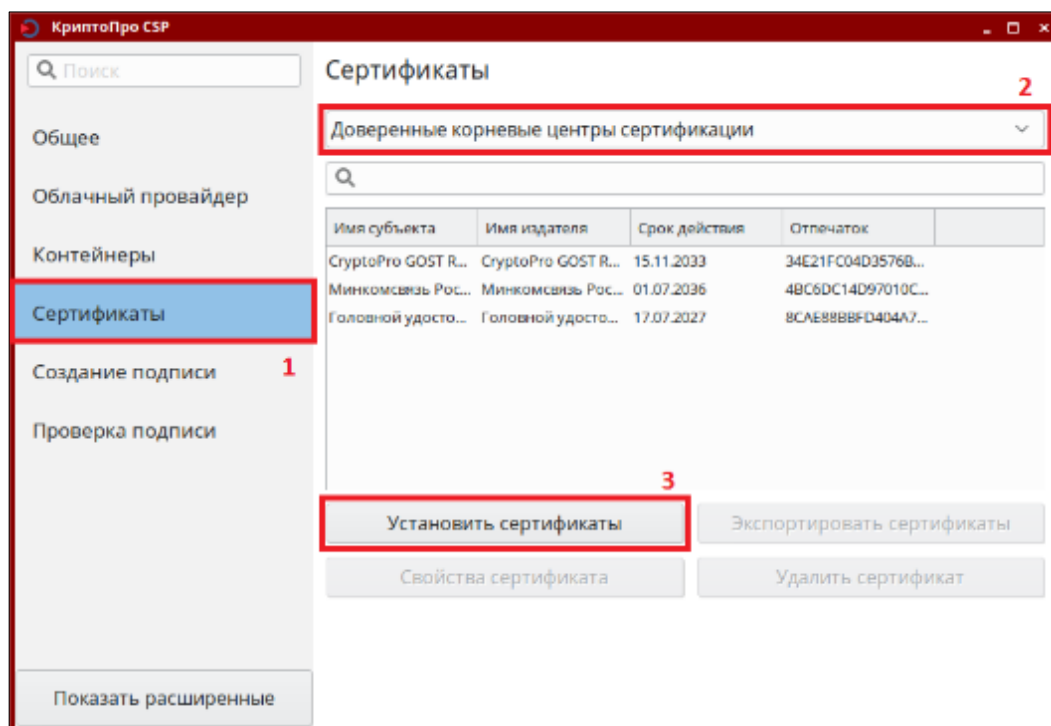 КриптоПро CSP
Поиск
Общее
Облачный провайдер
Контейнеры
Сертификаты
1
Создание подписи
Проверка подписи
Показать расширенные
Сертификаты
2
Доверенные корневые центры сертификации
Имя субъекта Имя издателя Срок действия Отпечаток
CryptoPro GOST R... CryptoPro GOST R... 15.11.2033 34E21FC04D3576B...
Минкомсвязь Рос... Минкомсвязь Рос... 01.07.2036 4BC6DC14D97010C...
Головной удосто... Головной удосто... 17.07.2027 8CAE88BBFD404A7...
3
Установить сертификаты Экспортировать сертификаты
Свойства сертификата Удалить сертификат